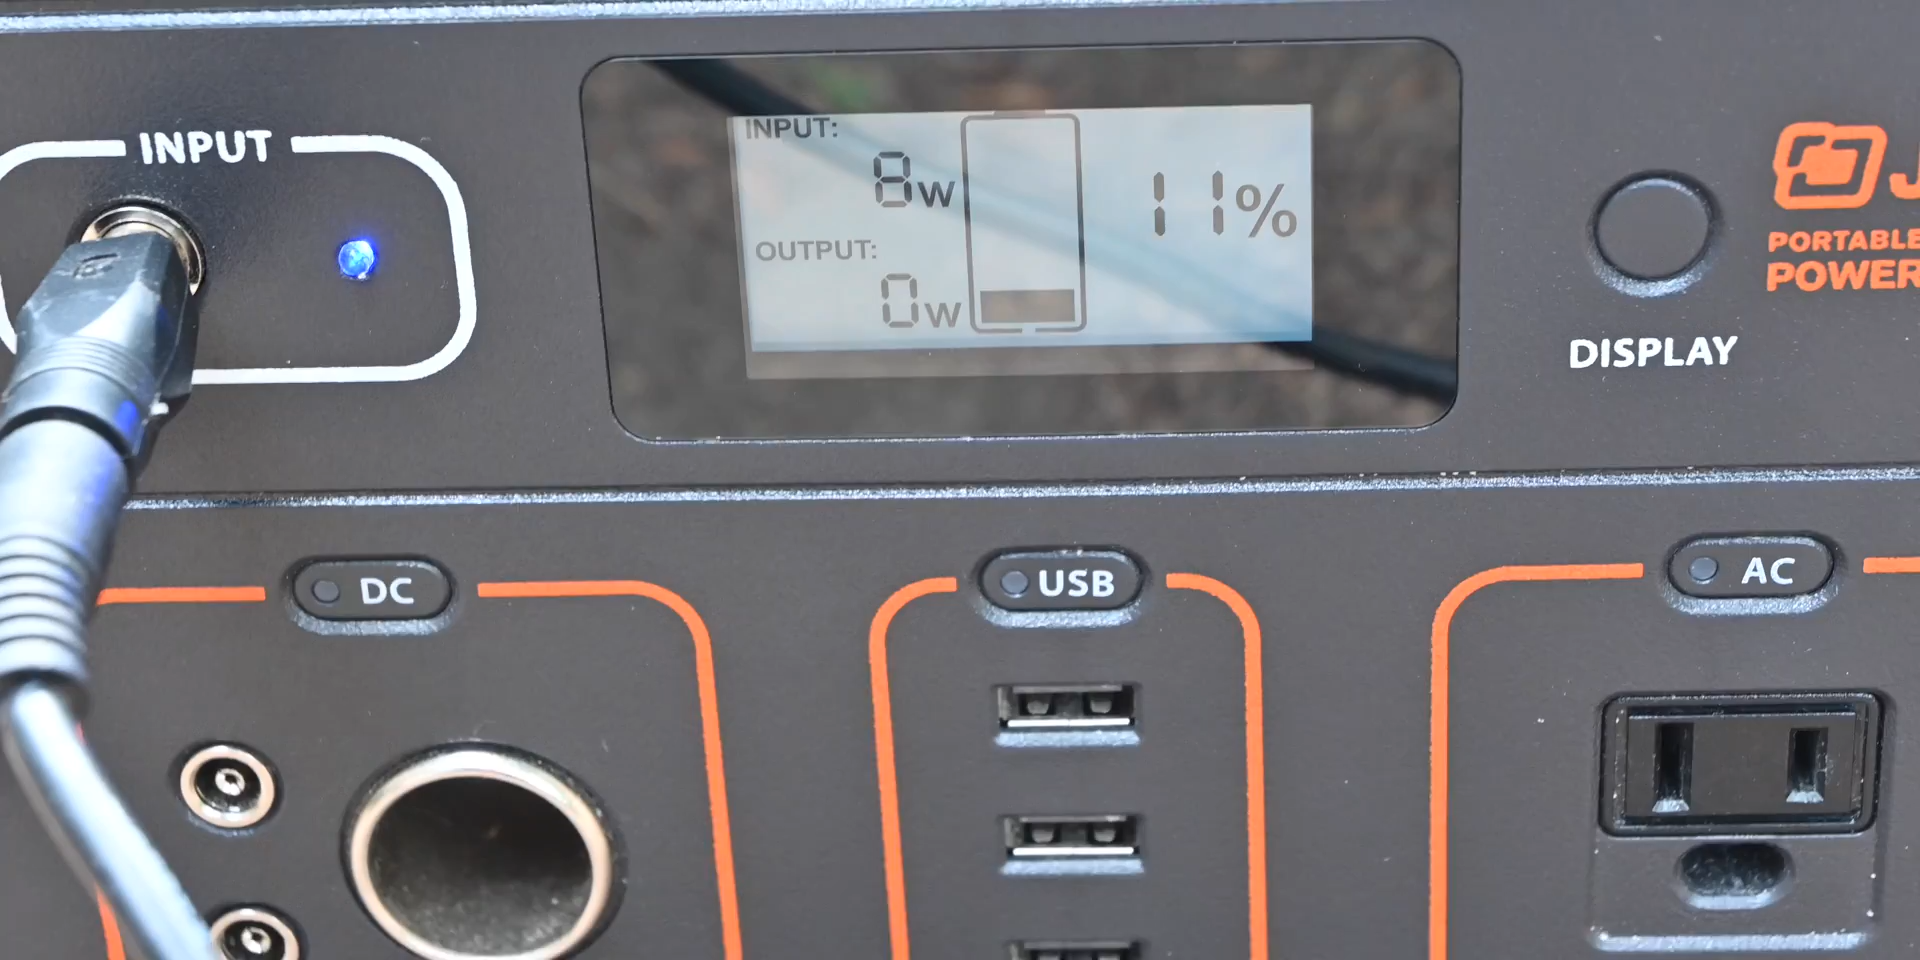 INPUT
INPUT:
8W
11%
OUTPUT:
0W
DISPLAY
J
PORTABLE
POWER
DC
USB
AC